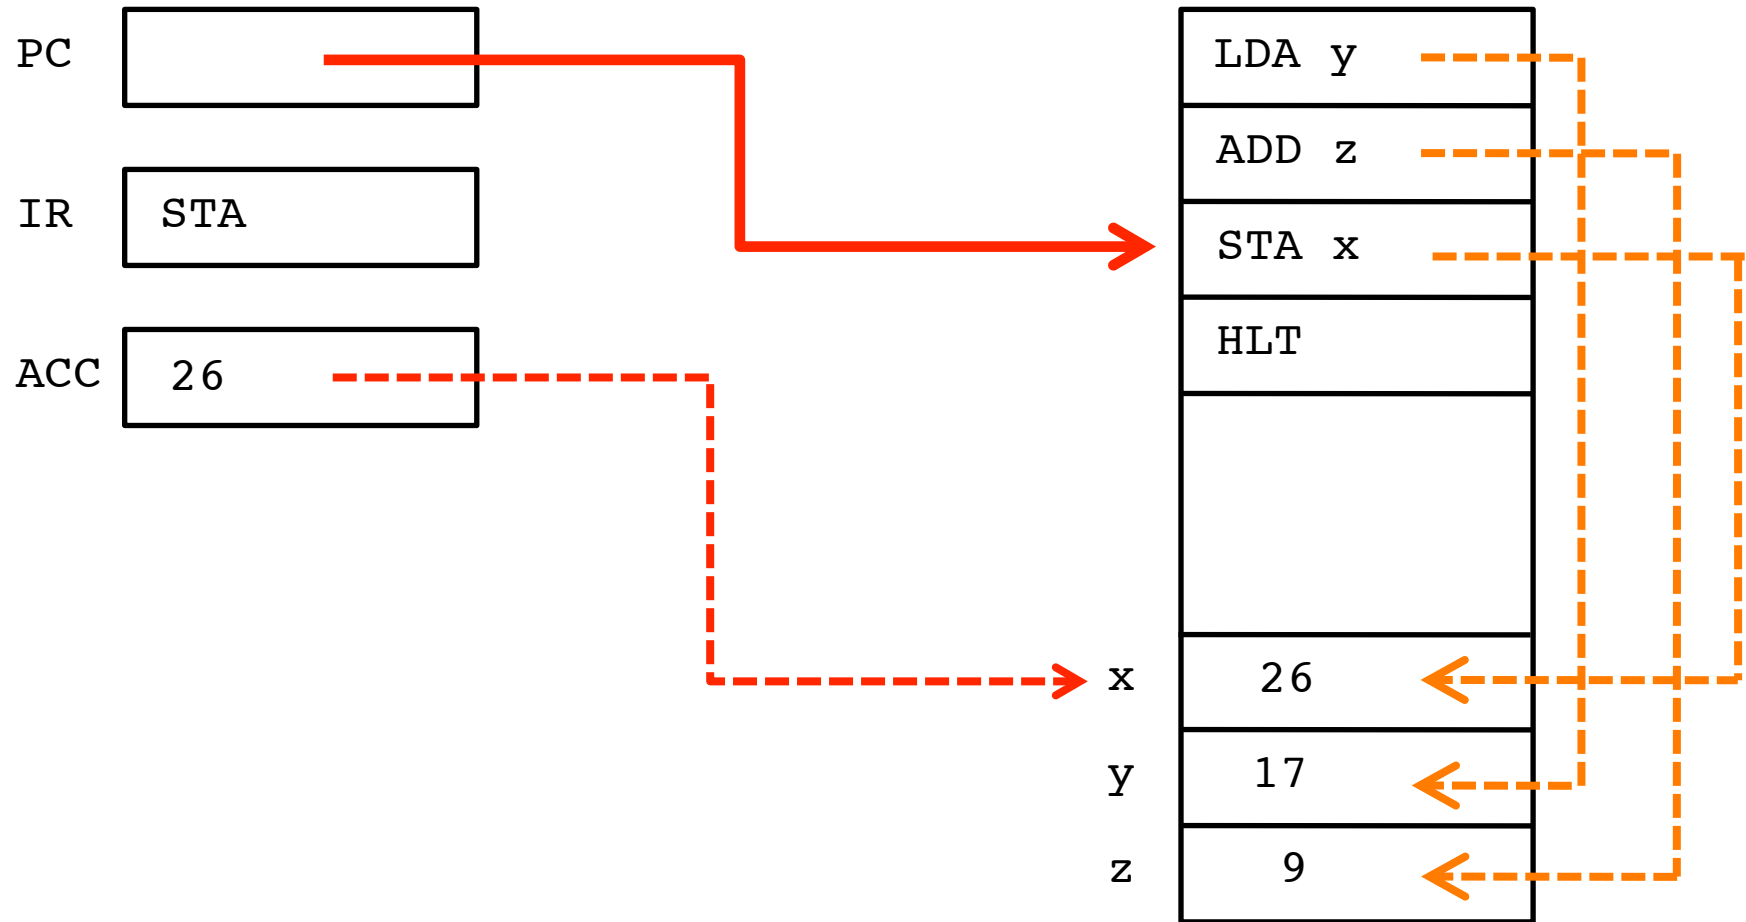 PC
IR STA
ACC 26
LDA y
ADD z
STA x
HLT
x 26
y 17
z 9